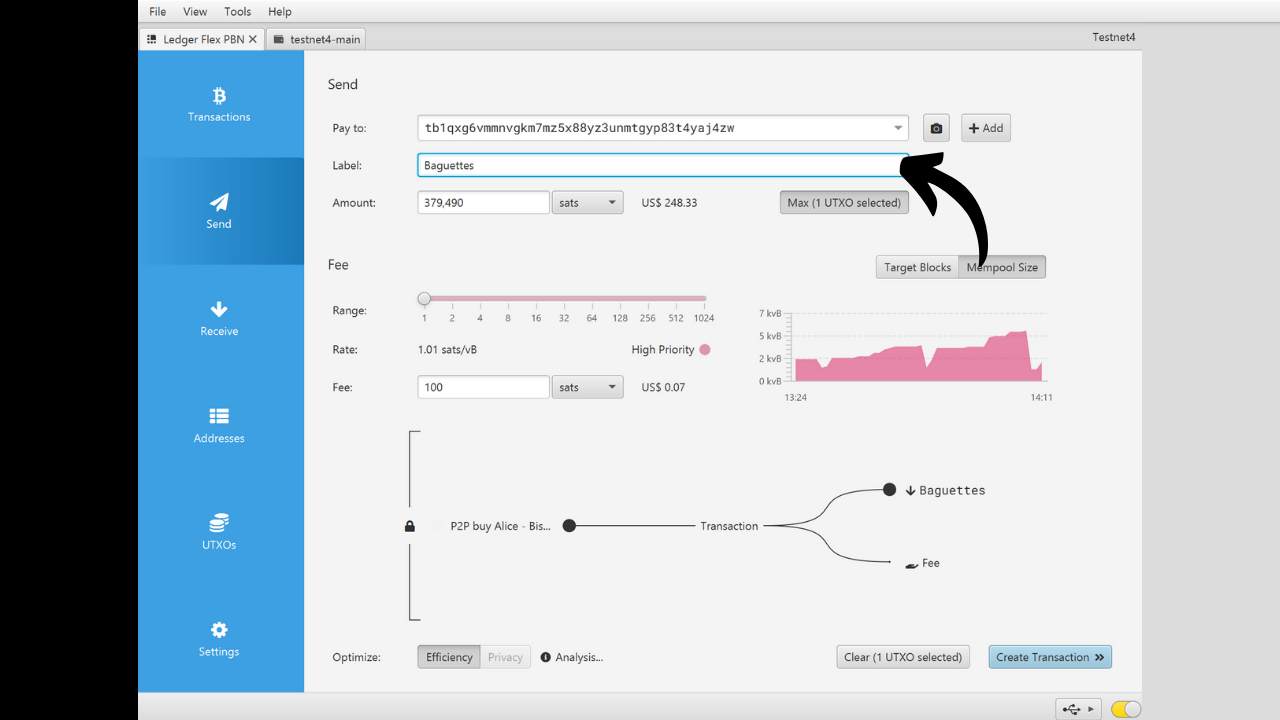 File View Tools Help
Ledger Flex PBN testnet4-main Testnet4
Transactions
Send
Receive
Addresses
UTXOs
Settings
Send
Pay to: tb1qxg6vmmnvgkm7mz5x88yz3unmtgyp83t4yaj4zw Add
Label: Baguettes
Amount: 379,490 sats US$ 248.33 Max (1 UTXO selected)
Fee Target Blocks Mempool Size
Range:
1 2 4 8 16 32 64 128 256 512 1024
Rate: 1.01 sats/vB High Priority
Fee: 100 sats US$ 0.07
7 kvB
5 kvB
2 kvB
0 kvB
13:24 14:11
Baguettes
P2P buy Alice - Bis... Transaction
Fee
Optimize: Efficiency Privacy Analysis... Clear (1 UTXO selected) Create Transaction